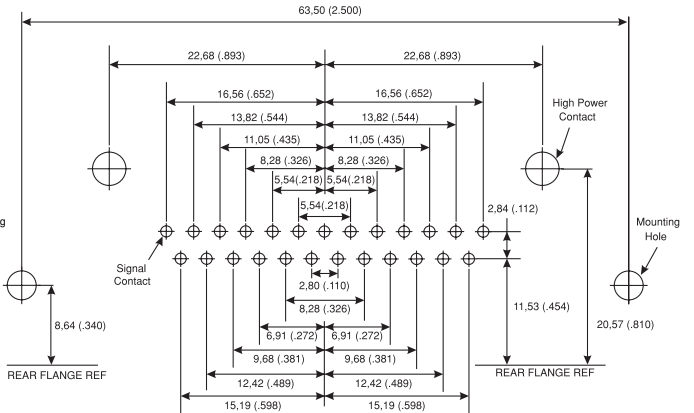 63,50 (2.500)
22,68 (.893) 22,68 (.893)
16,56 (.652) 16,56 (.652)
High Power
Contact
13,82 (.544) 13,82 (.544)
11,05 (.435) 11,05 (.435)
8,28 (.326) 8,28 (.326)
5,54(.218) 5,54(.218)
5,54(.218)
2,84 (.112)
g
Mounting
Hole
Signal
Contact
2,80 (.110)
8,28 (.326)
11,53 (.454)
8,64 (.340)
20,57 (.810)
6,91 (.272) 6,91 (.272)
9,68 (.381) 9,68 (.381)
REAR FLANGE REF
REAR FLANGE REF
12,42 (.489) 12,42 (.489)
15,19 (.598) 15,19 (.598)